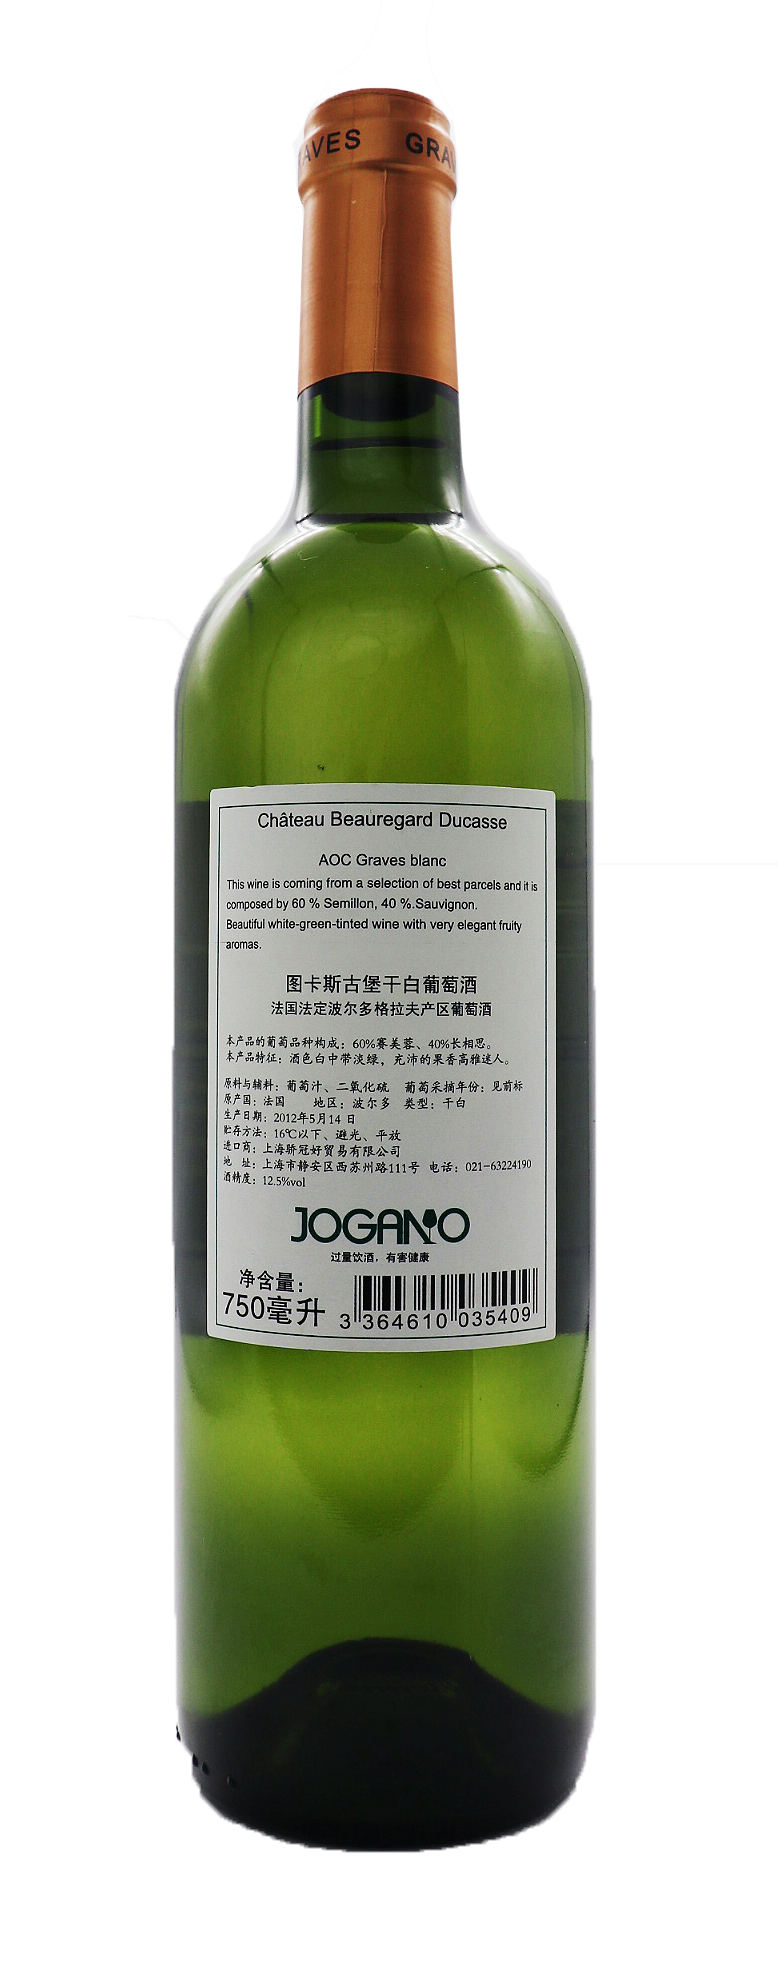 AVES GRA
Château Beauregard Ducasse
AOC Graves blanc
This wine is coming from a selection of best parcels and it is
composed by 60 % Semillon, 40 %.Sauvignon.
Beautiful white-green-tinted wine with very elegant fruity
aromas.
图卡斯古堡干白葡萄酒
法国法定波尔多格拉夫产区葡萄酒
本产品的葡萄品种构成：60%赛美蓉、40%长相思。
本产品特征：酒色白中带淡绿，充沛的果香高雅迷人。
原料与辅料：葡萄汁、二氧化硫 葡萄采摘年份：见前标
原产国：法国 地区：波尔多 类型：干白
生产日期：2012年5月14 日
贮存方法：16℃以下、避光、平放
进口商：上海骄冠好贸易有限公司
地 址：上海市静安区西苏州路111号 电话：021-63224190
酒精度：12.5%vol
JOGANO
过量饮酒，有害健康
净含量：
750毫升
3 364610 035409